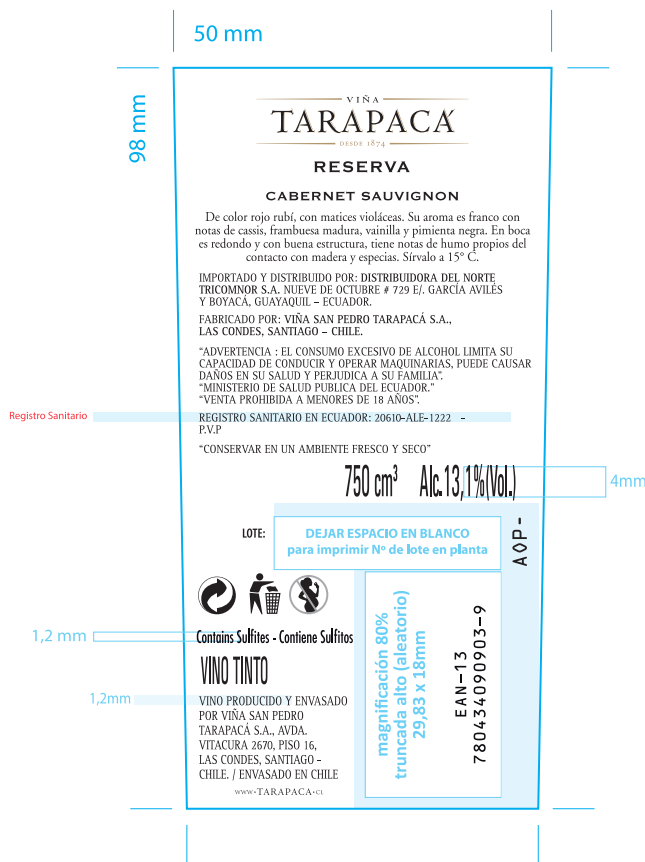 50 mm
98 mm
VIÑA
TARAPACÁ
DESDE 1874
RESERVA
CABERNET SAUVIGNON
De color rojo rubí, con matices violáceas. Su aroma es franco con
notas de cassis, frambuesa madura, vainilla y pimienta negra. En boca
es redondo y con buena estructura, tiene notas de humo propios del
contacto con madera y especias. Sírvalo a 15° C.
IMPORTADO Y DISTRIBUIDO POR: DISTRIBUIDORA DEL NORTE
TRICOMNOR S.A. NUEVE DE OCTUBRE # 729 E/. GARCÍA AVILÉS
Y BOYACÁ, GUAYAQUIL – ECUADOR.
FABRICADO POR: VIÑA SAN PEDRO TARAPACÁ S.A.,
LAS CONDES, SANTIAGO – CHILE.
“ADVERTENCIA : EL CONSUMO EXCESIVO DE ALCOHOL LIMITA SU
CAPACIDAD DE CONDUCIR Y OPERAR MAQUINARIAS, PUEDE CAUSAR
DAÑOS EN SU SALUD Y PERJUDICA A SU FAMILIA”.
“MINISTERIO DE SALUD PUBLICA DEL ECUADOR.”
“VENTA PROHIBIDA A MENORES DE 18 AÑOS”.
Registro Sanitario
REGISTRO SANITARIO EN ECUADOR: 20610-ALE-1222 -
P.V.P
“CONSERVAR EN UN AMBIENTE FRESCO Y SECO”
750 cm³ Alc.13,1%(Vol.)
4mm
LOTE:
DEJAR ESPACIO EN BLANCO
para imprimir Nº de lote en planta
AOP-
1,2 mm
Contains Sulfites - Contiene Sulfitos
VINO TINTO
1,2mm
VINO PRODUCIDO Y ENVASADO
POR VIÑA SAN PEDRO
TARAPACÁ S.A., AVDA.
VITACURA 2670, PISO 16,
LAS CONDES, SANTIAGO -
CHILE. / ENVASADO EN CHILE
WWW·TARAPACA·CL
magnificación 80%
truncada alto (aleatorio)
29,83 x 18mm
EAN-13
780434090903-9